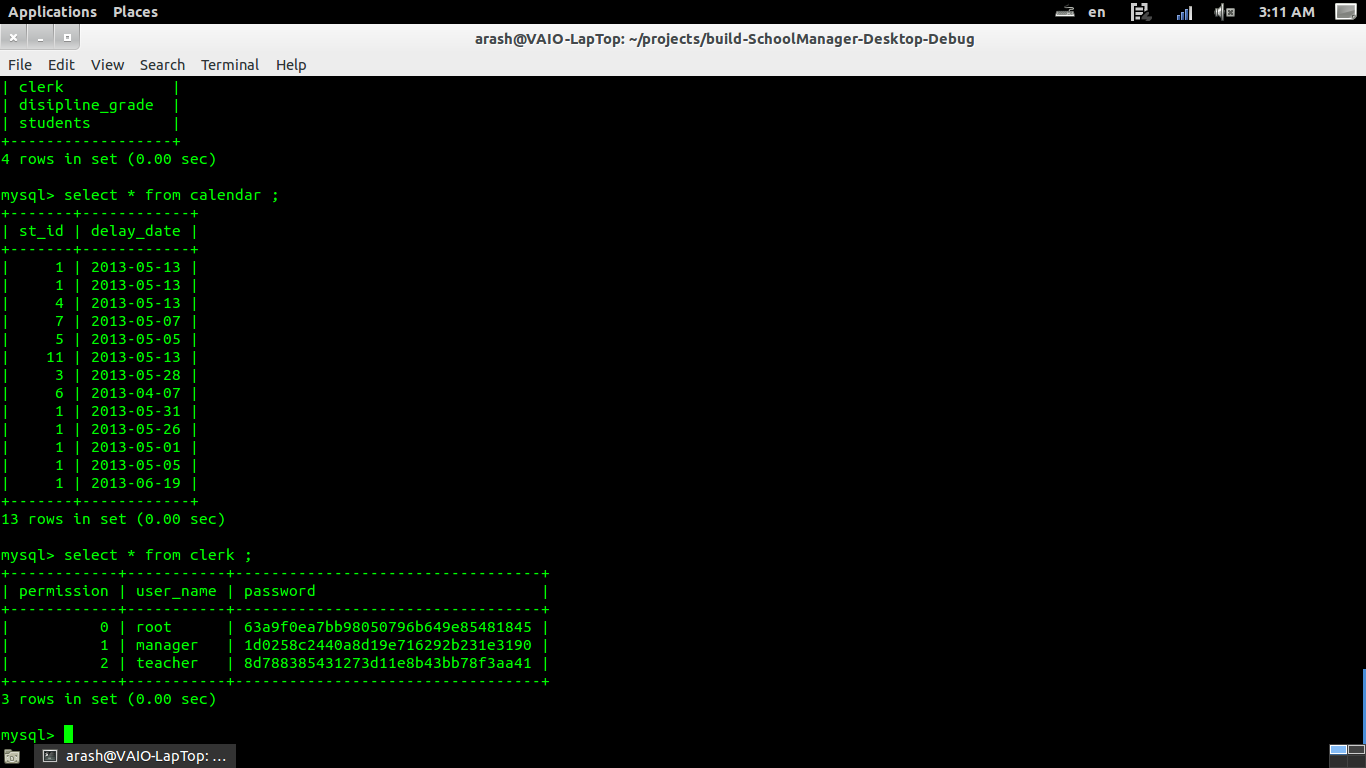 Applications Places en 3:11 AM
arash@VAIO-LapTop: ~/projects/build-SchoolManager-Desktop-Debug
File Edit View Search Terminal Help
| clerk            |
| disipline_grade  |
| students         |
+------------------+
4 rows in set (0.00 sec)
mysql> select * from calendar ;
+-------+------------+
| st_id | delay_date |
+-------+------------+
|     1 | 2013-05-13 |
|     1 | 2013-05-13 |
|     4 | 2013-05-13 |
|     7 | 2013-05-07 |
|     5 | 2013-05-05 |
|    11 | 2013-05-13 |
|     3 | 2013-05-28 |
|     6 | 2013-04-07 |
|     1 | 2013-05-31 |
|     1 | 2013-05-26 |
|     1 | 2013-05-01 |
|     1 | 2013-05-05 |
|     1 | 2013-06-19 |
+-------+------------+
13 rows in set (0.00 sec)
mysql> select * from clerk ;
+------------+-----------+----------------------------------+
| permission | user_name | password                         |
+------------+-----------+----------------------------------+
|          0 | root      | 63a9f0ea7bb98050796b649e85481845 |
|          1 | manager   | 1d0258c2440a8d19e716292b231e3190 |
|          2 | teacher   | 8d788385431273d11e8b43bb78f3aa41 |
+------------+-----------+----------------------------------+
3 rows in set (0.00 sec)
mysql>
arash@VAIO-LapTop: ...